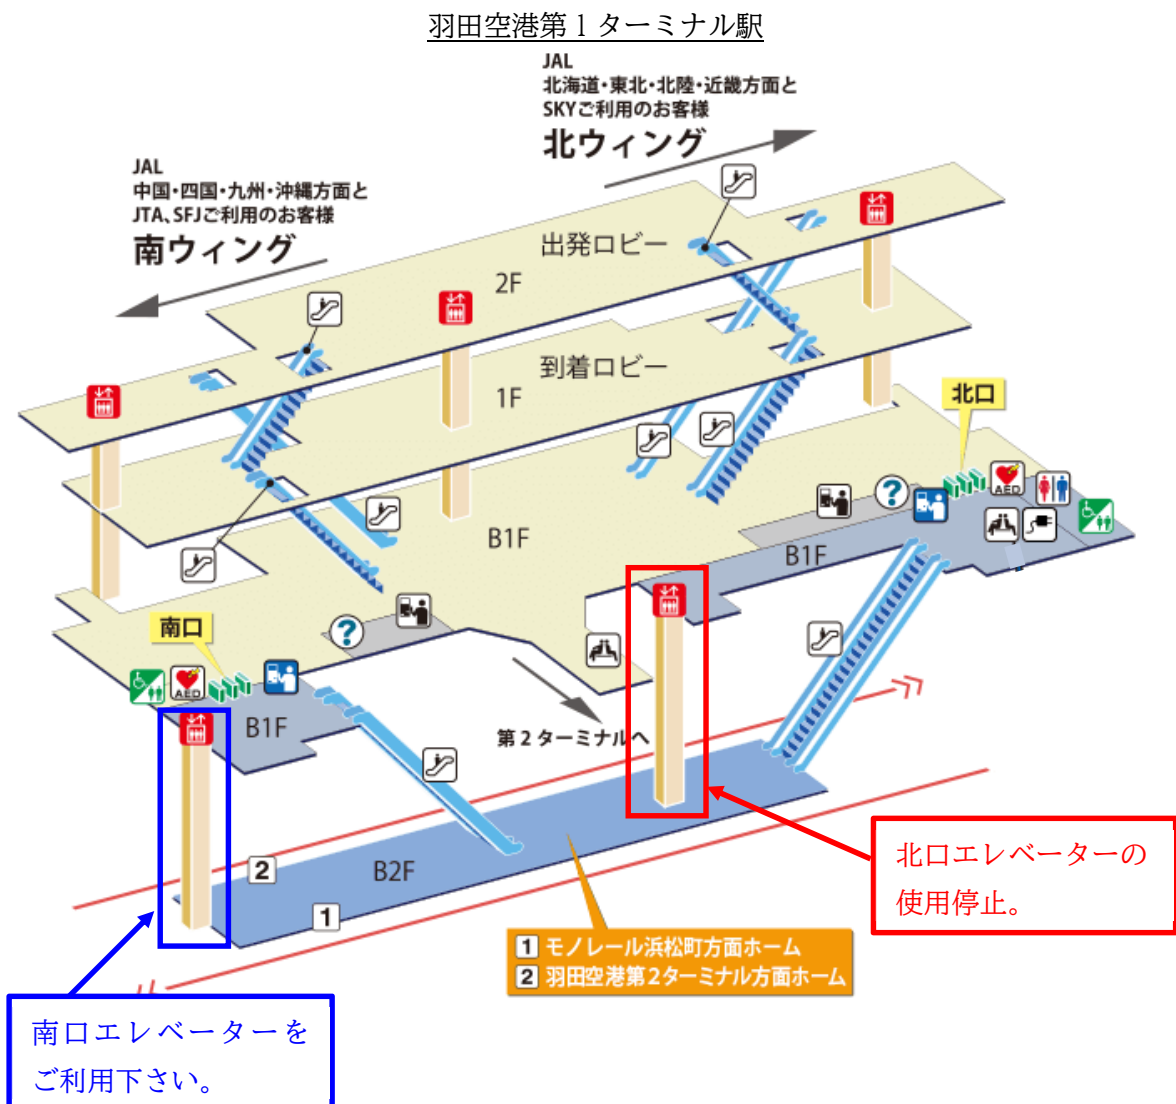 羽田空港第1ターミナル駅
JAL
北海道・東北・北陸・近畿方面と
SKYご利用のお客様
北ウィング
JAL
中国・四国・九州・沖縄方面と
JTA、SFJご利用のお客様
南ウィング
出発ロビー
2F
到着ロビー
1F
北口
AED
B1F
B1F
?
南口
?
AED
B1F
第2ターミナルへ
B2F
2
1
1 モノレール浜松町方面ホーム
2 羽田空港第2ターミナル方面ホーム
北口エレベーターの
使用停止。
南口エレベーターを
ご利用下さい。